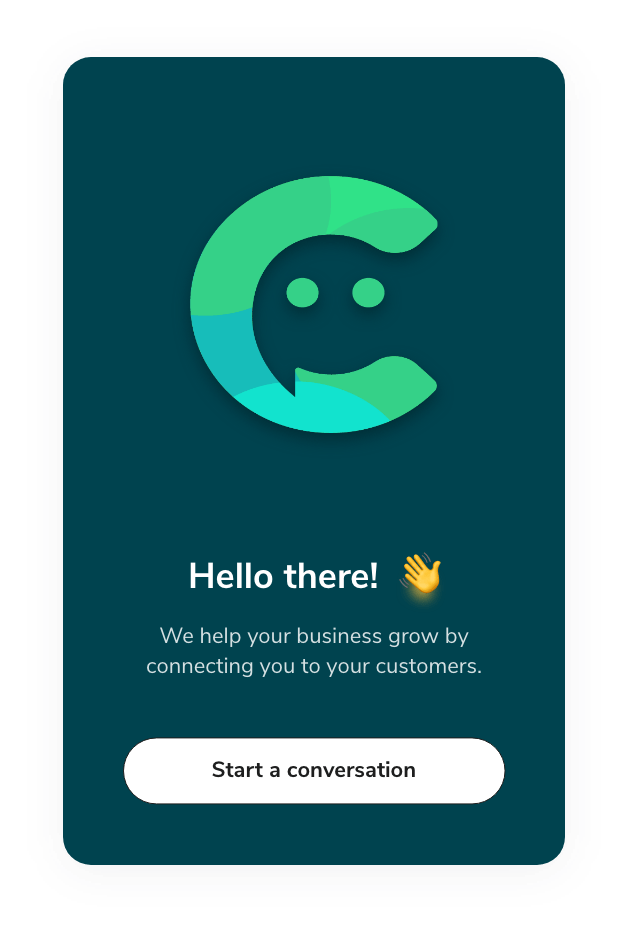 Hello there! 👋
We help your business grow by
connecting you to your customers.
Start a conversation